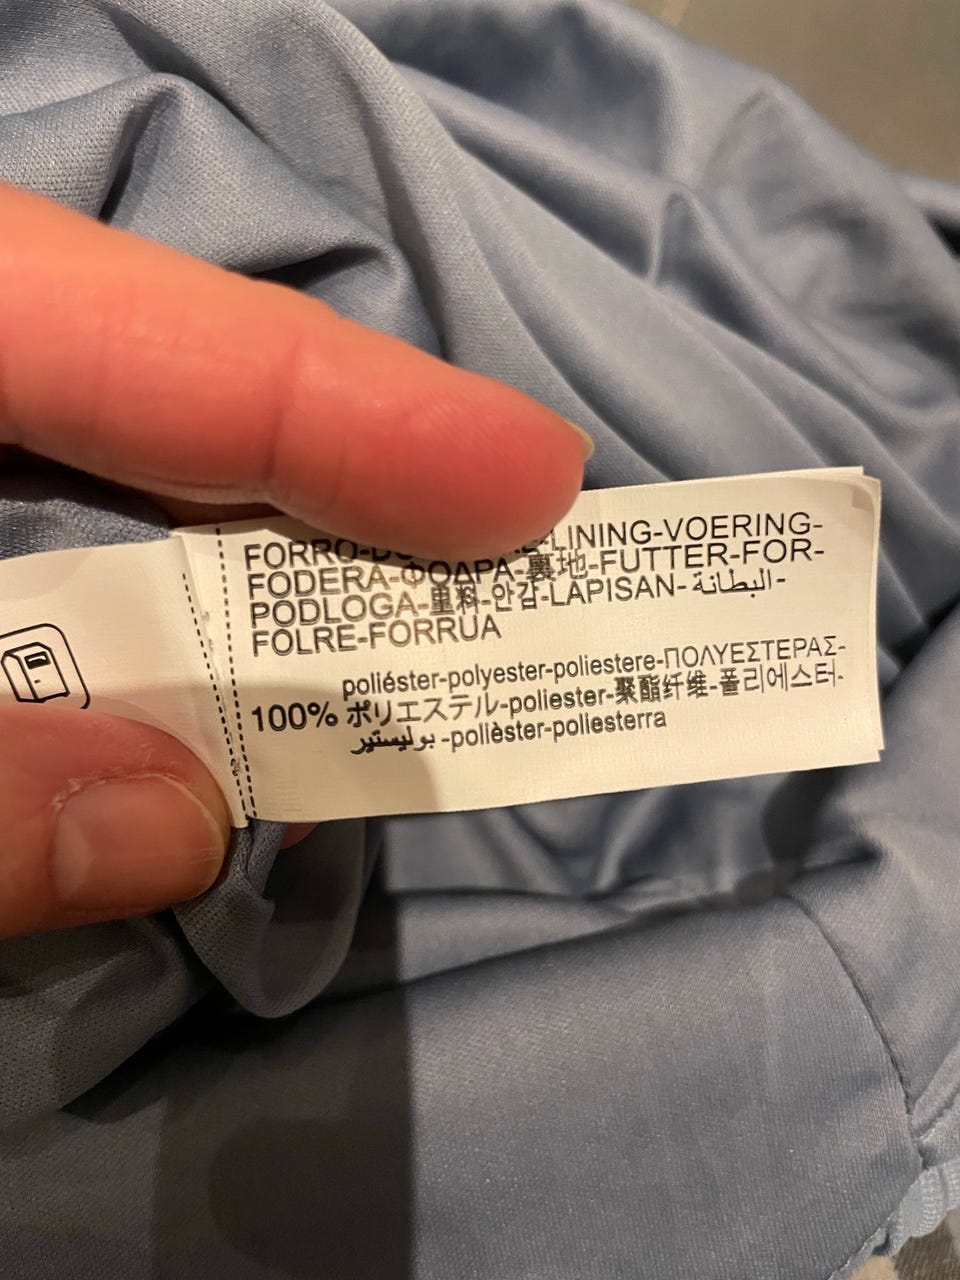 FORRO- LINING-VOERING-
FODERA-ΦΟΔΡΑ-裏地-FUTTER-FOR-
PODLOGA-里料-안감-LAPISAN-البطانة-
FOLRE-FORRUA
poliéster-polyester-poliestere-ΠΟΛΥΕΣΤΕΡΑΣ-
100% ポリエステル-poliester-聚酯纤维-폴리에스터-
بوليستير-polièster-poliesterra